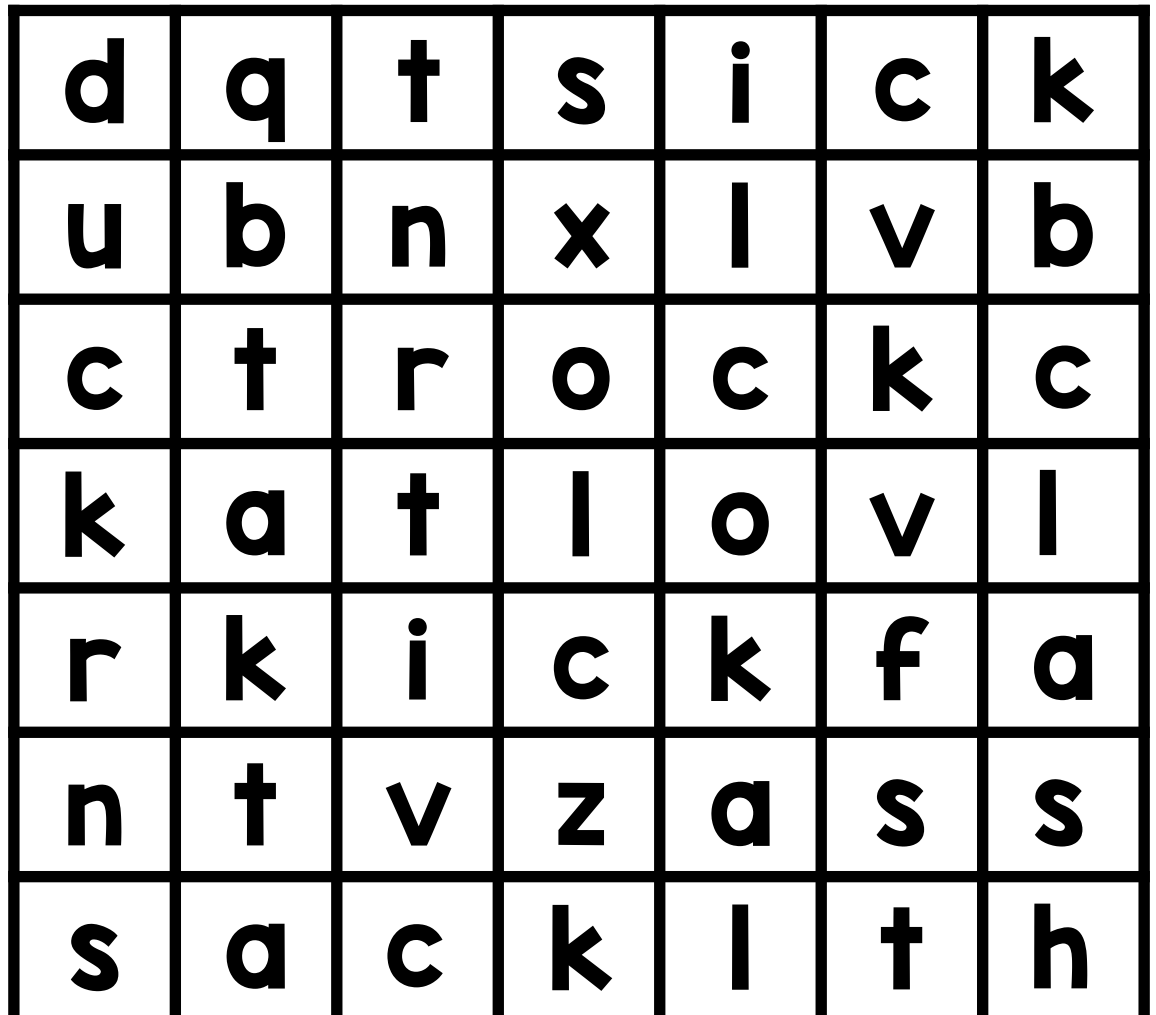 d q t s i c k
u b n x l v b
c t r o c k c
k a t l o v l
r k i c k f a
n t v z a s s
s a c k l t h